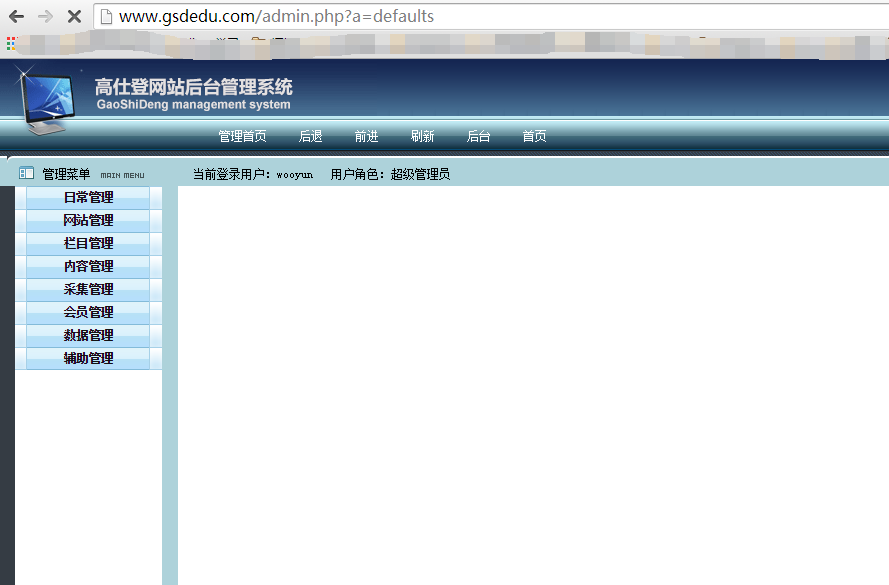 www.gsdedu.com/admin.php?a=defaults
高仕登网站后台管理系统
GaoShiDeng management system
管理首页 后退 前进 刷新 后台 首页
管理菜单 MAIN MENU 当前登录用户：wooyun 用户角色：超级管理员
日常管理
网站管理
栏目管理
内容管理
采集管理
会员管理
数据管理
辅助管理